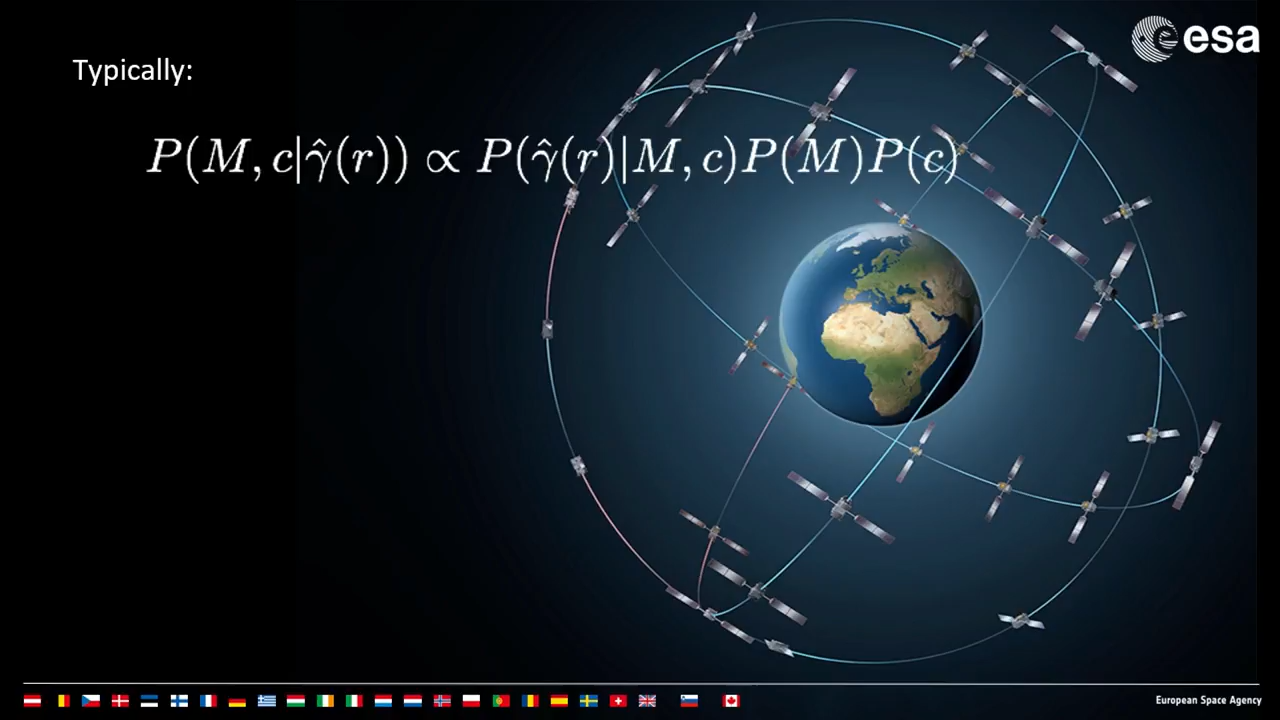 esa
Typically:
P(M, c|γ̂(r)) ∝ P(γ̂(r)|M, c)P(M)P(c)
European Space Agency